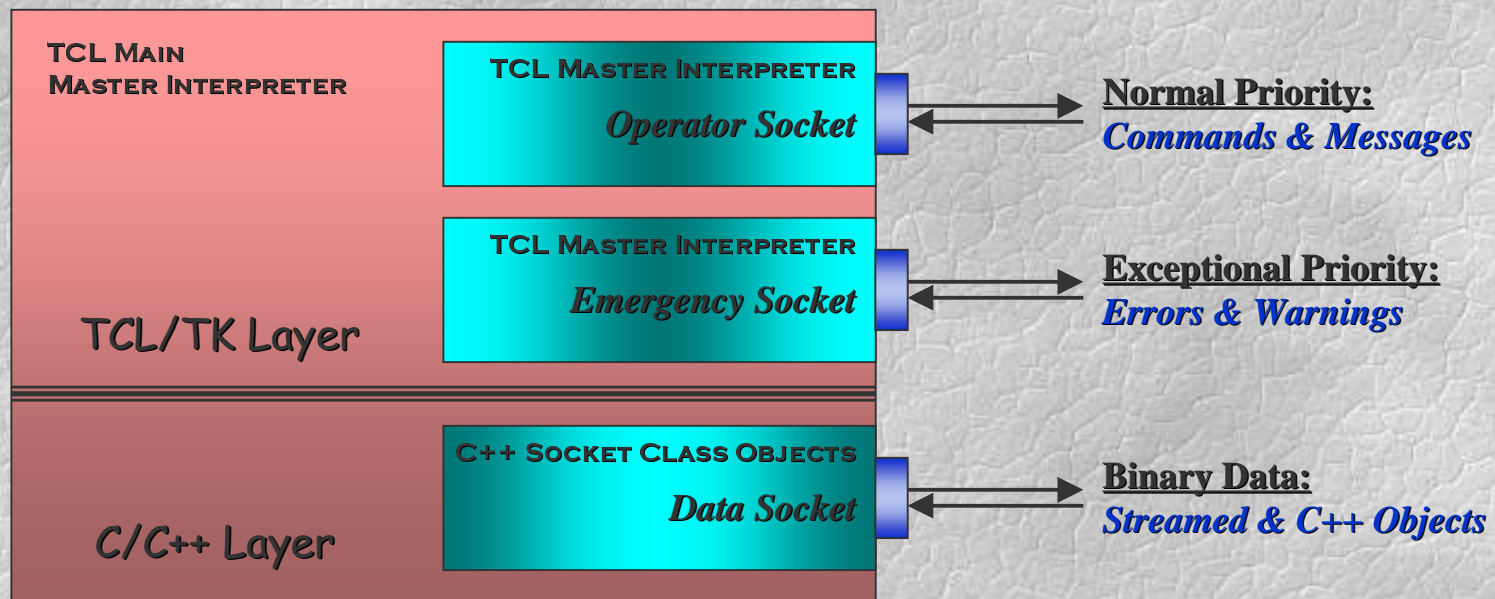 TCL Main
Master Interpreter
TCL Master Interpreter
Operator Socket
Normal Priority:
Commands & Messages
TCL Master Interpreter
Emergency Socket
Exceptional Priority:
Errors & Warnings
TCL/TK Layer
C++ Socket Class Objects
Data Socket
Binary Data:
Streamed & C++ Objects
C/C++ Layer